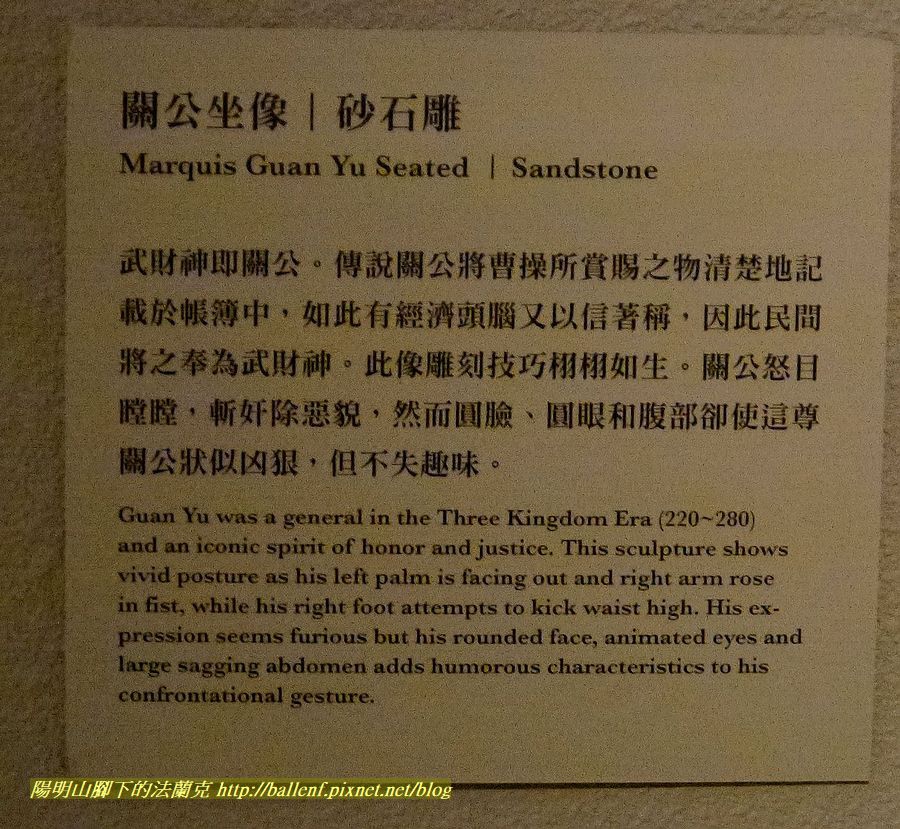 關公坐像｜砂石雕
Marquis Guan Yu Seated | Sandstone
武財神即關公。傳說關公將曹操所賞賜之物清楚地記
載於帳簿中，如此有經濟頭腦又以信著稱，因此民間
將之奉為武財神。此像雕刻技巧栩栩如生。關公怒目
瞠瞠，斬奸除惡貌，然而圓臉、圓眼和腹部卻使這尊
關公狀似凶狠，但不失趣味。
Guan Yu was a general in the Three Kingdom Era (220~280)
and an iconic spirit of honor and justice. This sculpture shows
vivid posture as his left palm is facing out and right arm rose
in fist, while his right foot attempts to kick waist high. His ex-
pression seems furious but his rounded face, animated eyes and
large sagging abdomen adds humorous characteristics to his
confrontational gesture.
陽明山腳下的法蘭克 http://ballenf.pixnet.net/blog